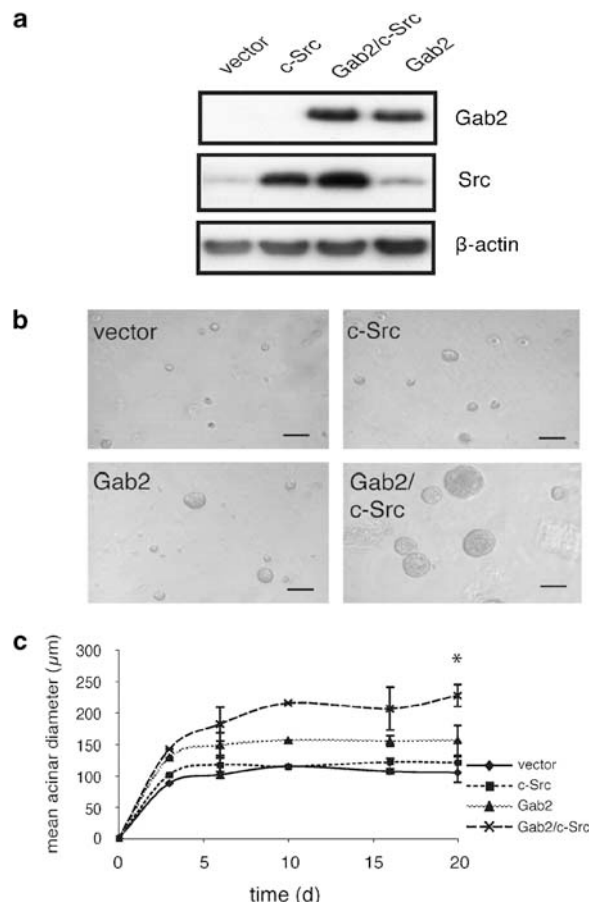 a
vector
c-Src
Gab2/c-Src
Gab2
Gab2
Src
β-actin
b
vector
c-Src
Gab2
Gab2/
c-Src
c
mean acinar diameter (µm)
300
250
200
150
100
50
0
0
5
10
15
20
time (d)
*
vector
c-Src
Gab2
Gab2/c-Src